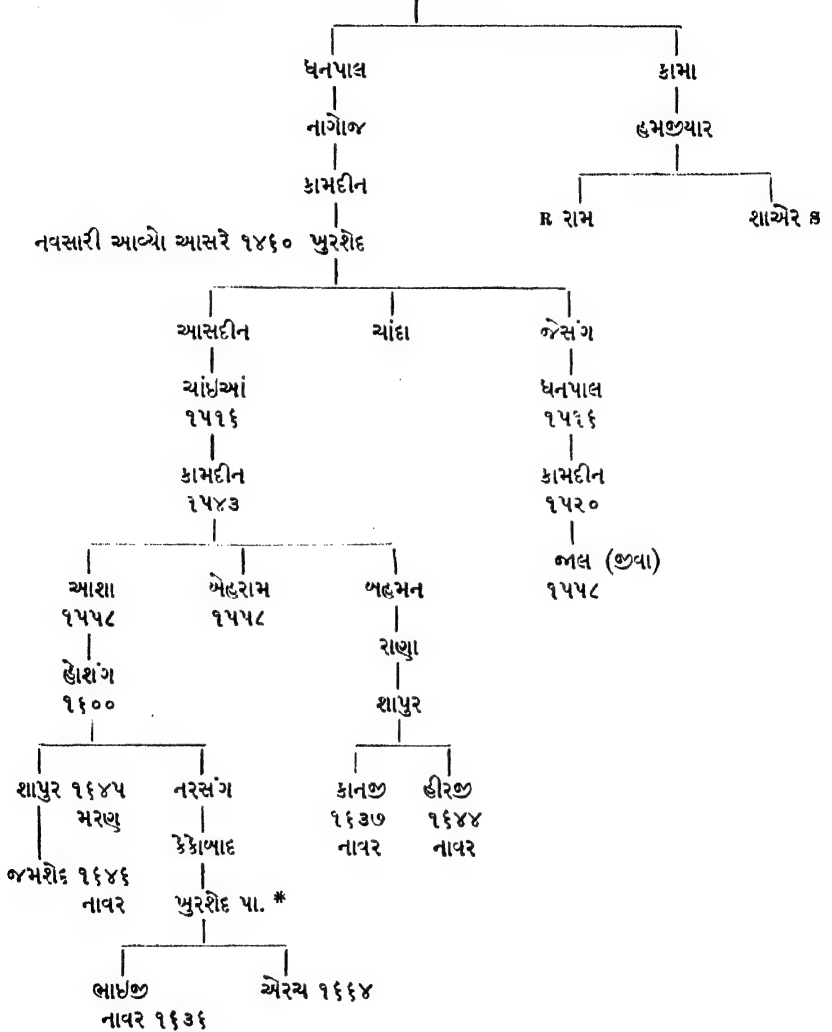 ધનપાલ કામા
નાગોજ હમજીયાર
કામદીન
R રામ શાએર S
નવસારી આવ્યો આસરે ૧૪૬૦ ખુરશેદ
આસદીન ચાંદા જેસંગ
ચાંઇઆં ધનપાલ
૧૫૧૬ ૧૫૧૬
કામદીન કામદીન
૧૫૪૩ ૧૫૨૦
જાલ (જીવા)
આશા બેહરામ બહમન
૧૫૫૮ ૧૫૫૮ ૧૫૫૮
રાણા
હોશંગ
૧૬૦૦ શાપુર
શાપુર ૧૬૪૫ નરસંગ કાનજી હીરજી
મરણ ૧૬૩૭ ૧૬૪૪
કેકોબાદ નાવર નાવર
જમશેદ ૧૬૪૬
નાવર ખુરશેદ પા. *
ભાઇજી એરચ ૧૬૬૪
નાવર ૧૬૩૬